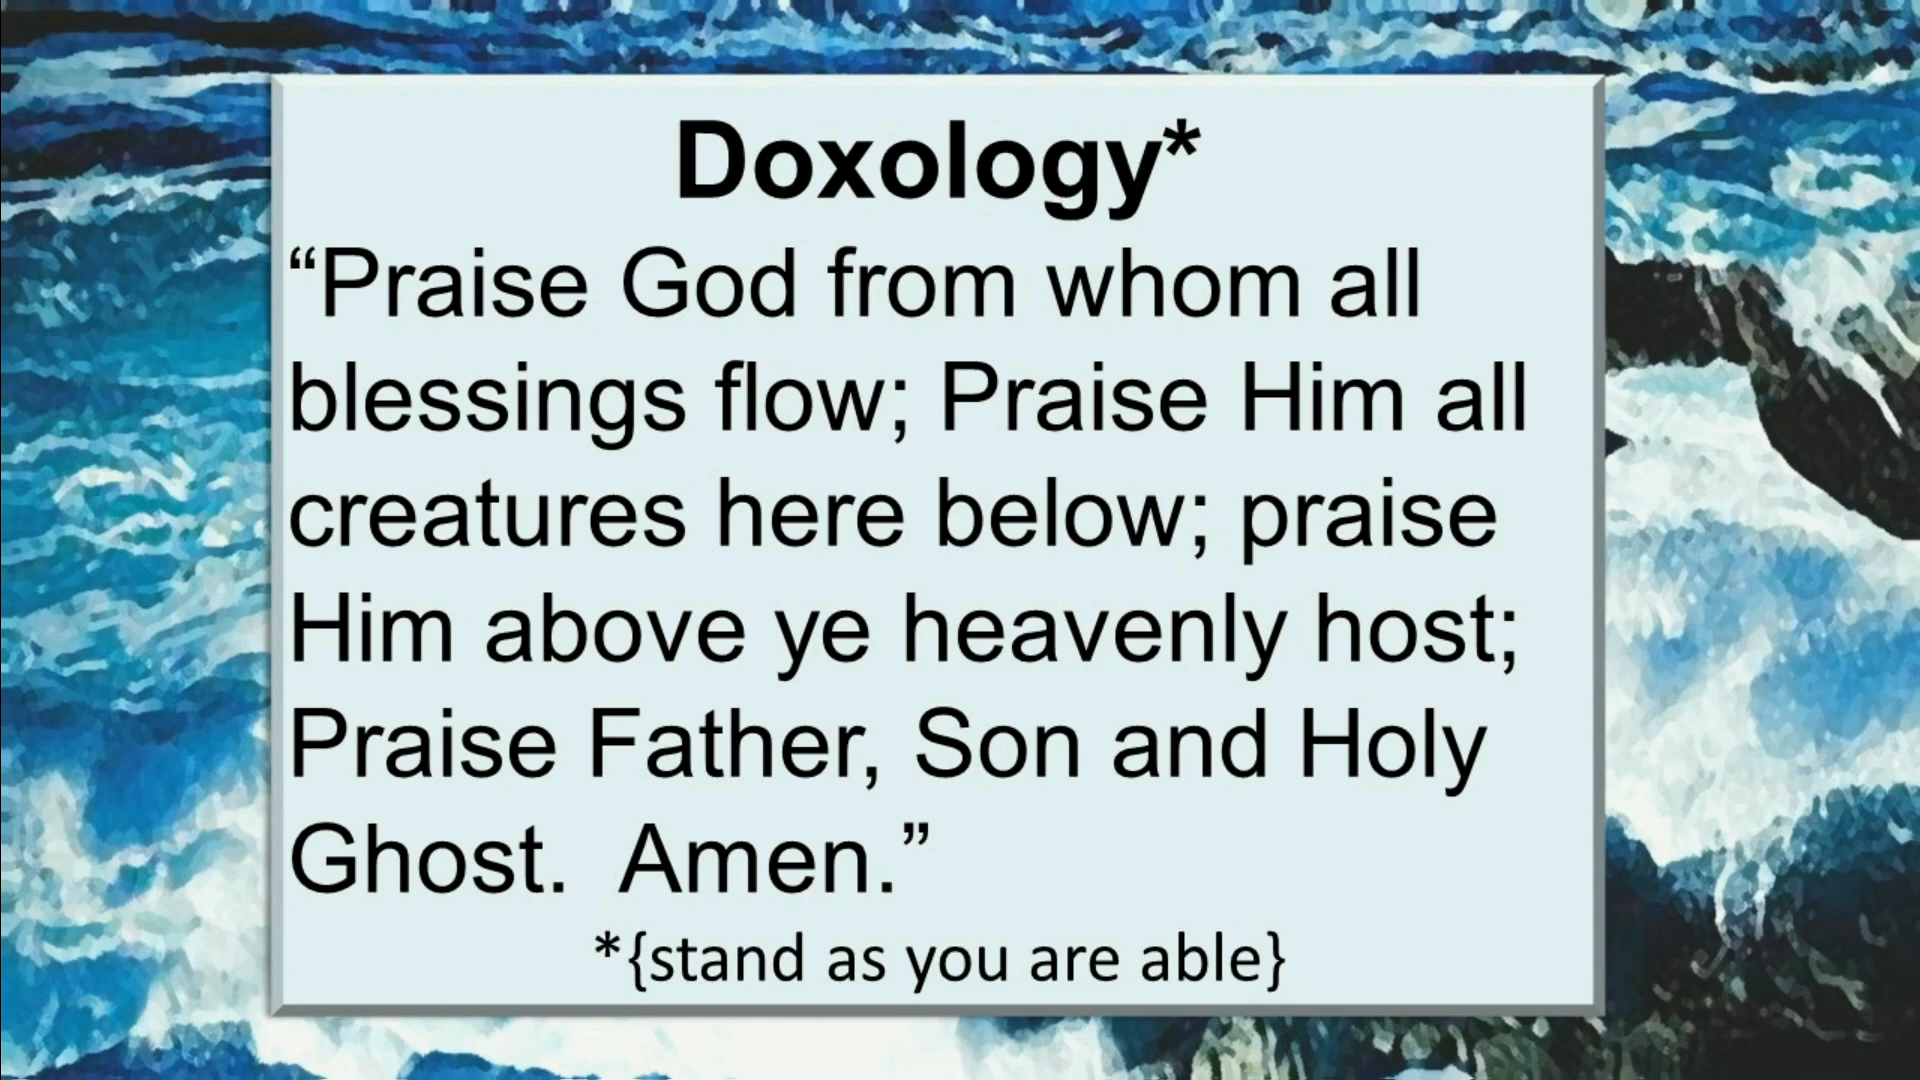 Doxology*
“Praise God from whom all
blessings flow; Praise Him all
creatures here below; praise
Him above ye heavenly host;
Praise Father, Son and Holy
Ghost.  Amen.”
*{stand as you are able}